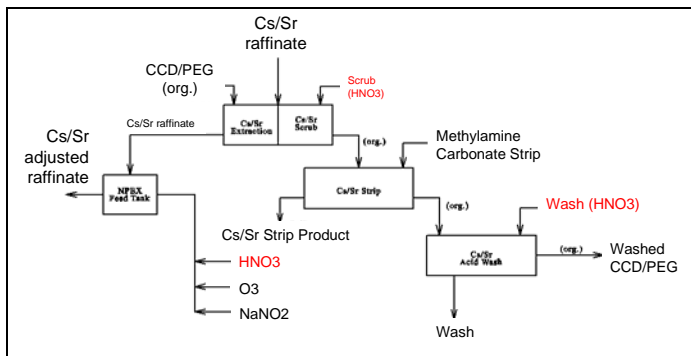 Cs/Sr
raffinate
CCD/PEG
(org.)
Scrub
(HNO3)
Cs/Sr
Extraction
Cs/Sr
Scrub
Cs/Sr raffinate
(org.)
Methylamine
Carbonate Strip
Cs/Sr
adjusted
raffinate
NPEX
Feed Tank
Cs/Sr Strip
(org.)
Wash (HNO3)
Cs/Sr Strip Product
HNO3
Cs/Sr
Acid Wash
(org.)
Washed
CCD/PEG
O3
NaNO2
Wash